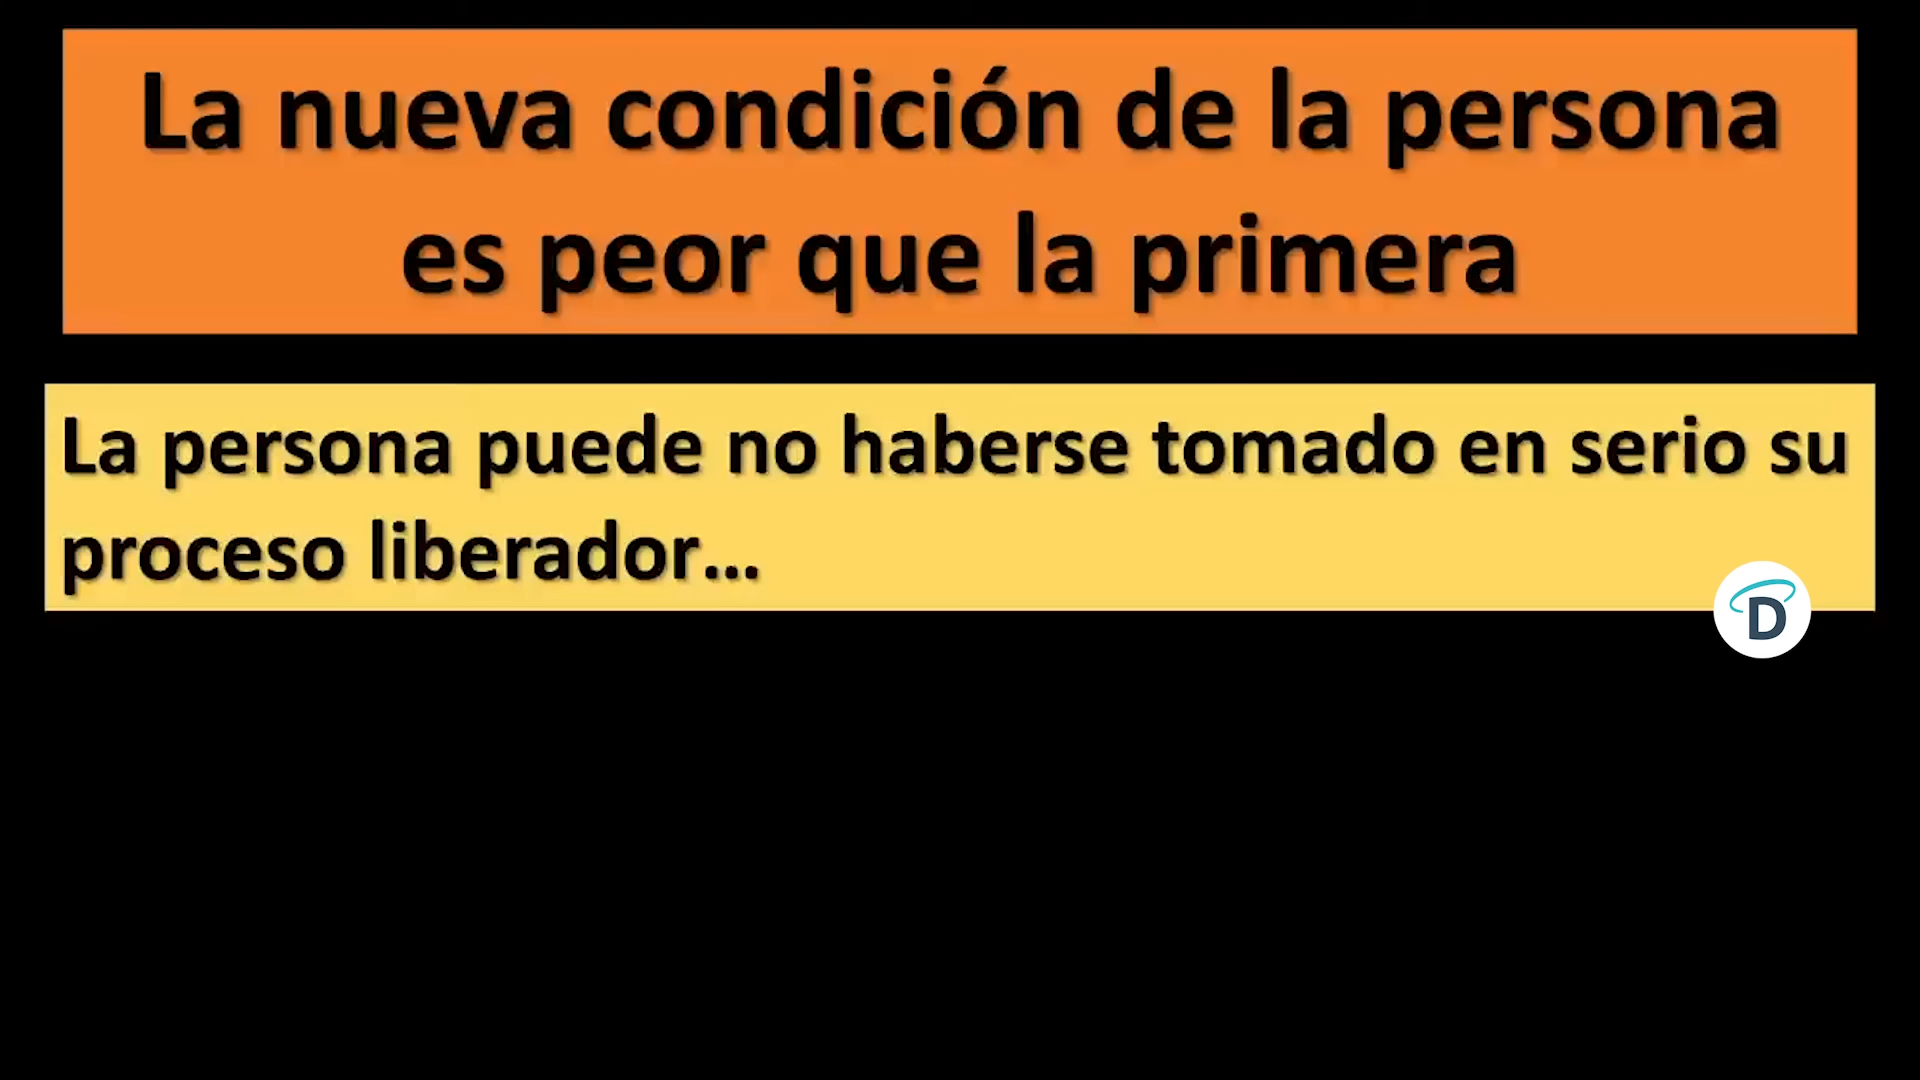 La nueva condición de la persona
es peor que la primera
La persona puede no haberse tomado en serio su
proceso liberador...
D